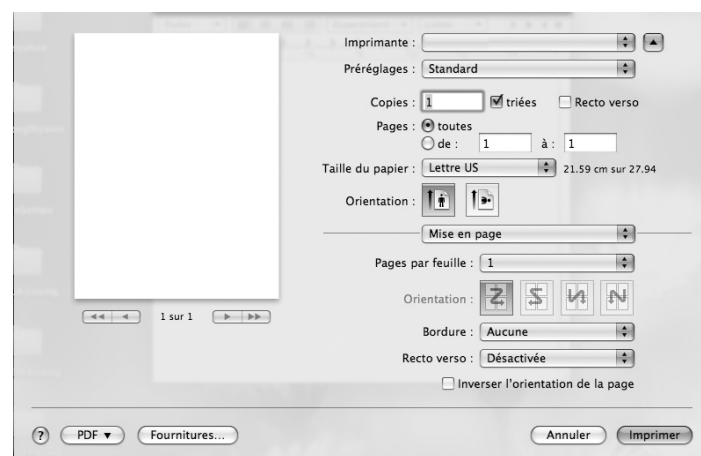 Imprimante :
Préréglages : Standard
Copies : 1 triées Recto verso
Pages : toutes
de : 1 à : 1
Taille du papier : Lettre US 21.59 cm sur 27.94
Orientation :
Mise en page
Pages par feuille : 1
Orientation :
1 sur 1
Bordure : Aucune
Recto verso : Désactivée
Inverser l'orientation de la page
? PDF Fournitures... Annuler Imprimer